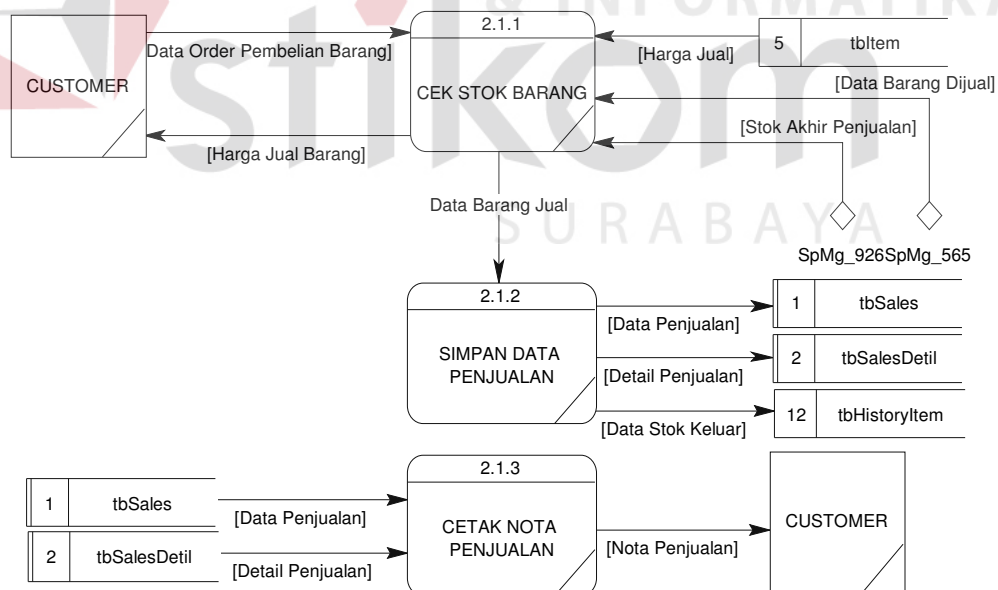 & INFORMATIKA
stikom
SURABAYA
CUSTOMER
Data Order Pembelian Barang]
[Harga Jual Barang]
2.1.1
CEK STOK BARANG
[Harga Jual]
5 tbItem
[Data Barang Dijual]
[Stok Akhir Penjualan]
SpMg_926SpMg_565
Data Barang Jual
2.1.2
SIMPAN DATA
PENJUALAN
[Data Penjualan]
1 tbSales
[Detail Penjualan]
2 tbSalesDetil
[Data Stok Keluar]
12 tbHistoryItem
1 tbSales
[Data Penjualan]
2 tbSalesDetil
[Detail Penjualan]
2.1.3
CETAK NOTA
PENJUALAN
[Nota Penjualan]
CUSTOMER